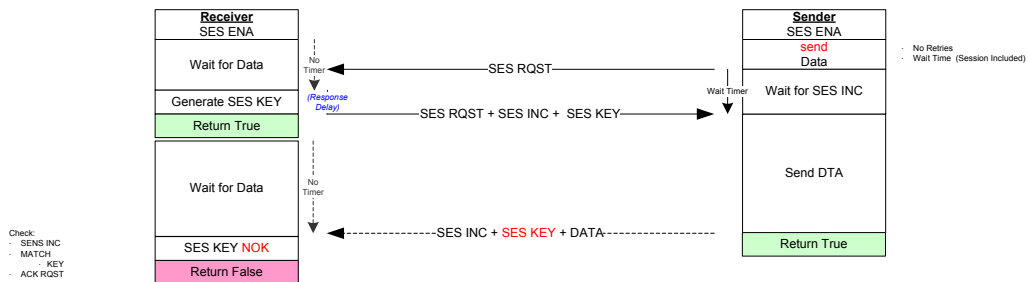 Receiver
SES ENA
Wait for Data
No
Timer
(Response
Delay)
Generate SES KEY
Return True
Wait for Data
No
Timer
SES KEY NOK
Return False
Check:
· SENS INC
· MATCH
· KEY
· ACK RQST
SES RQST
SES RQST + SES INC + SES KEY
SES INC + SES KEY + DATA
Sender
SES ENA
send
Data
Wait Timer
Wait for SES INC
Send DTA
Return True
· No Retries
· Wait Time (Session Included)